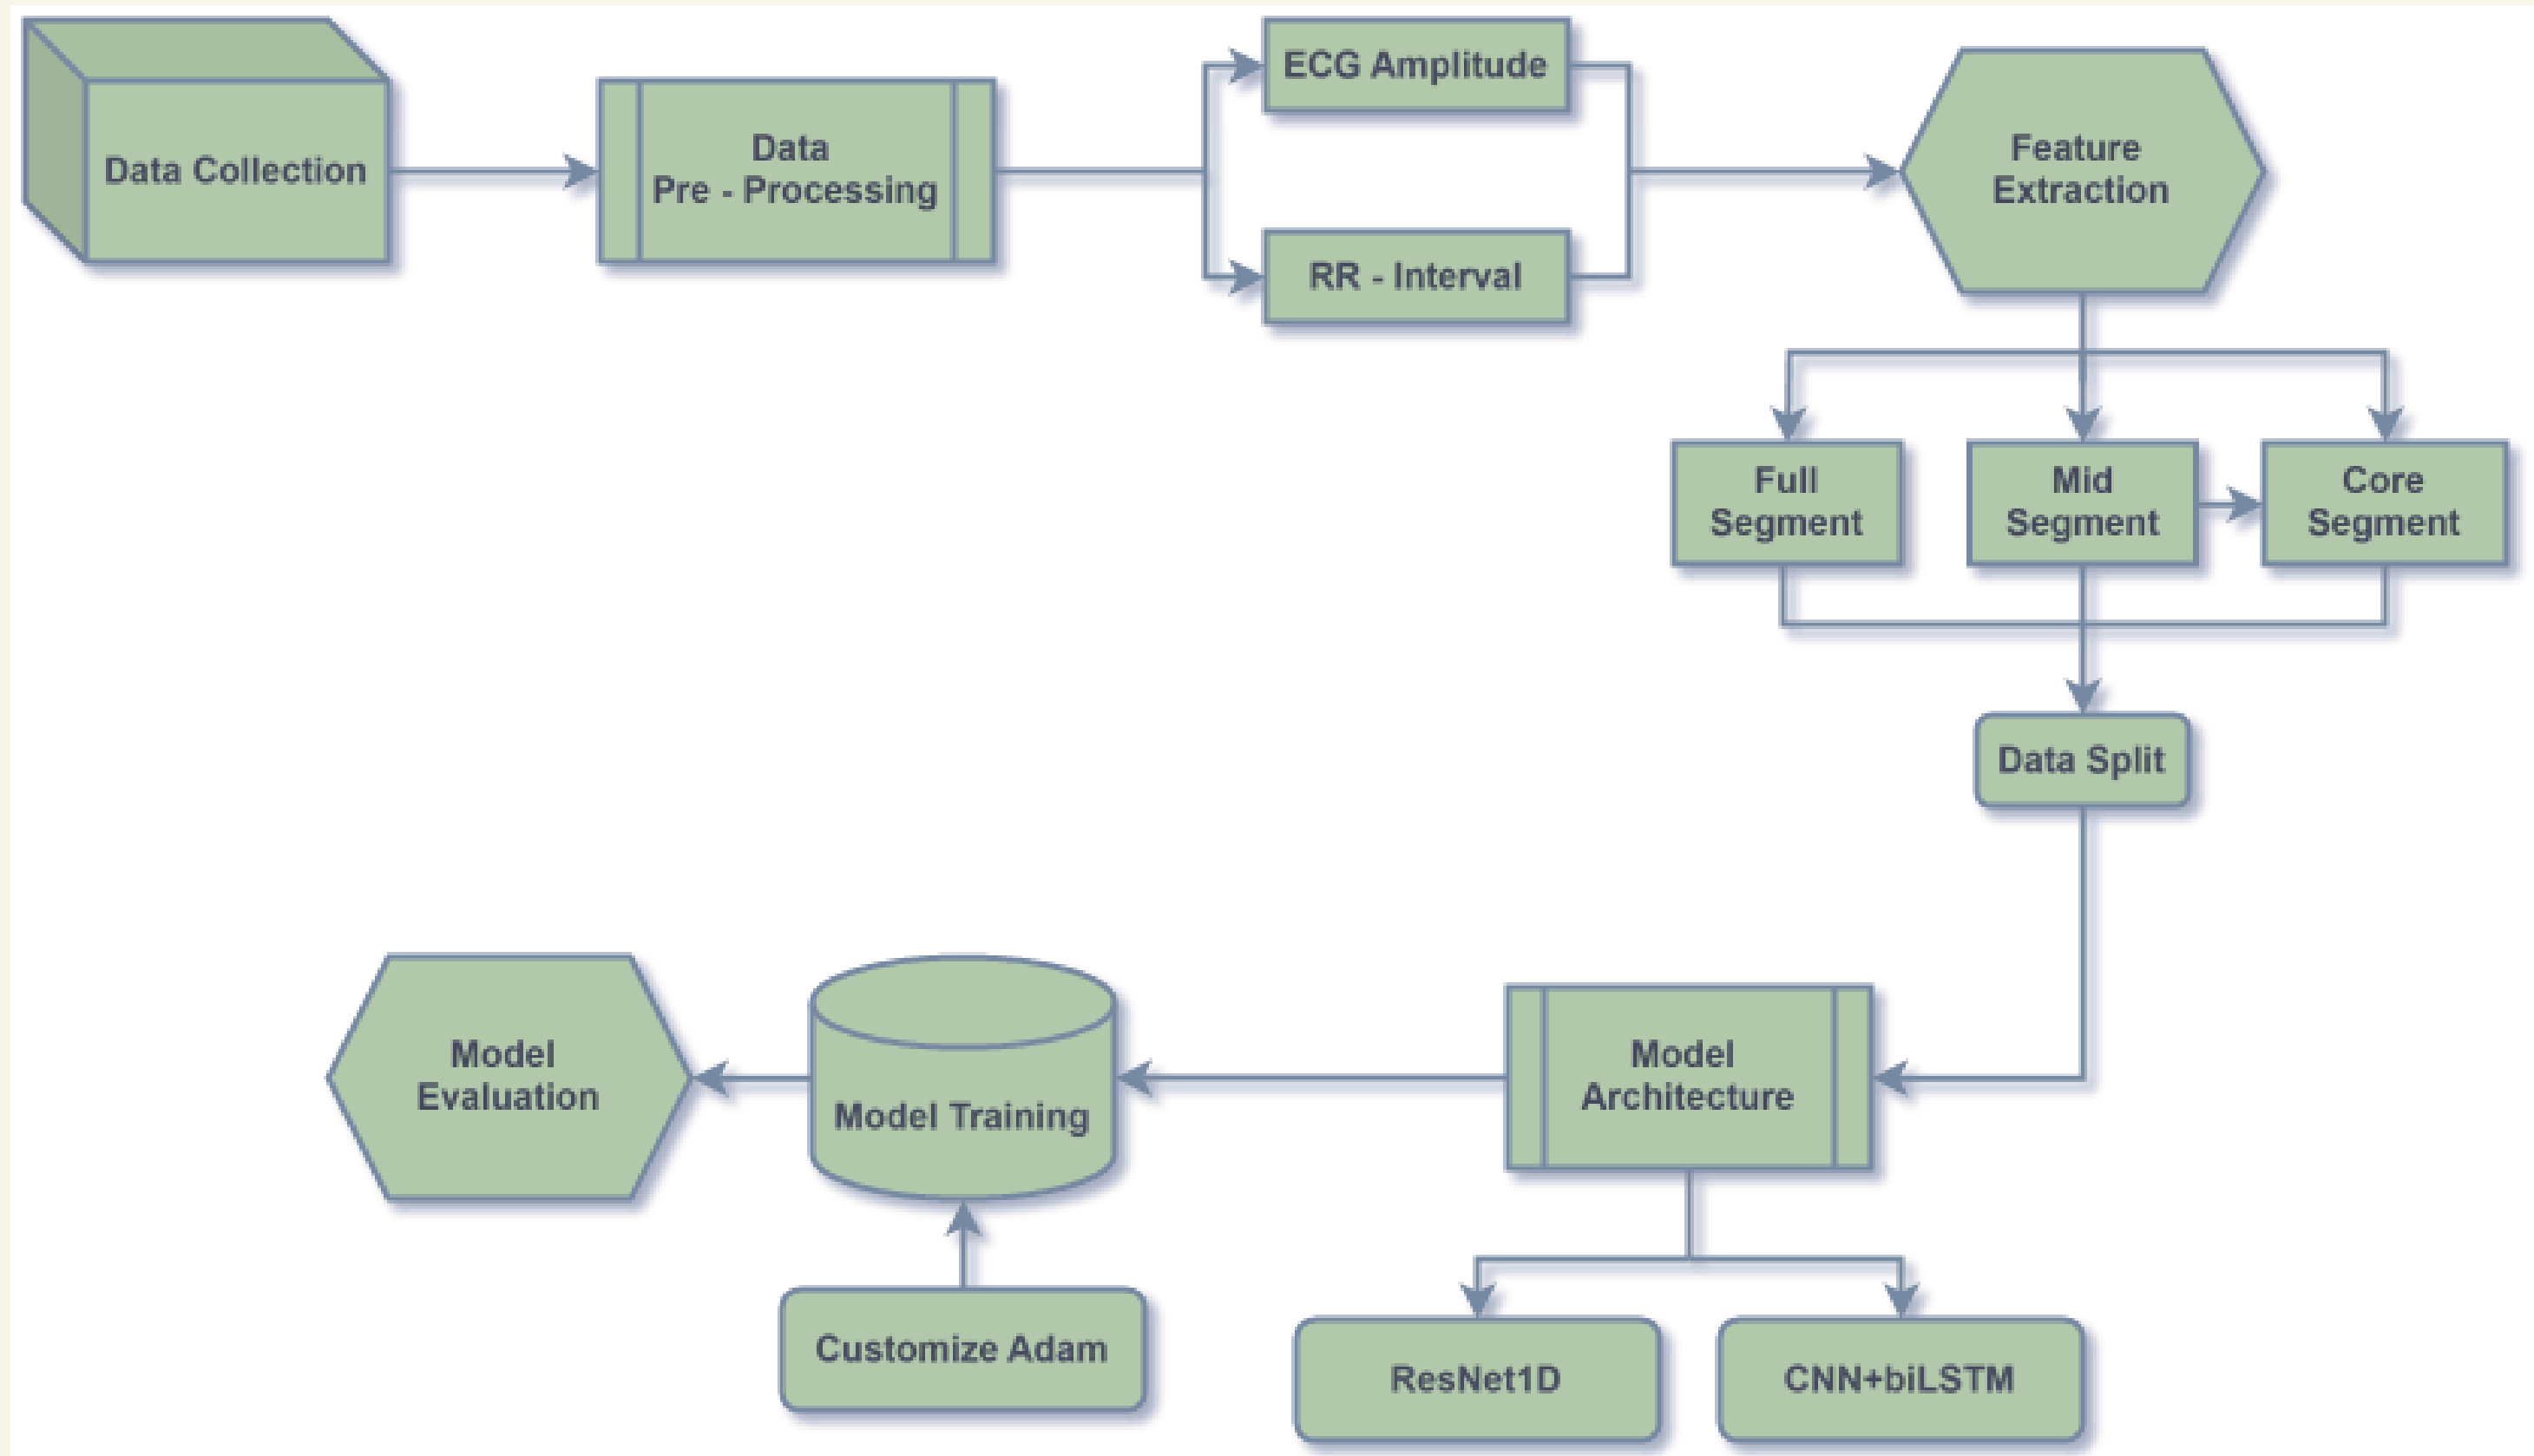 Data Collection
Data
Pre - Processing
ECG Amplitude
RR - Interval
Feature
Extraction
Full
Segment
Mid
Segment
Core
Segment
Data Split
Model
Architecture
Model Training
Model
Evaluation
Customize Adam
ResNet1D
CNN+biLSTM